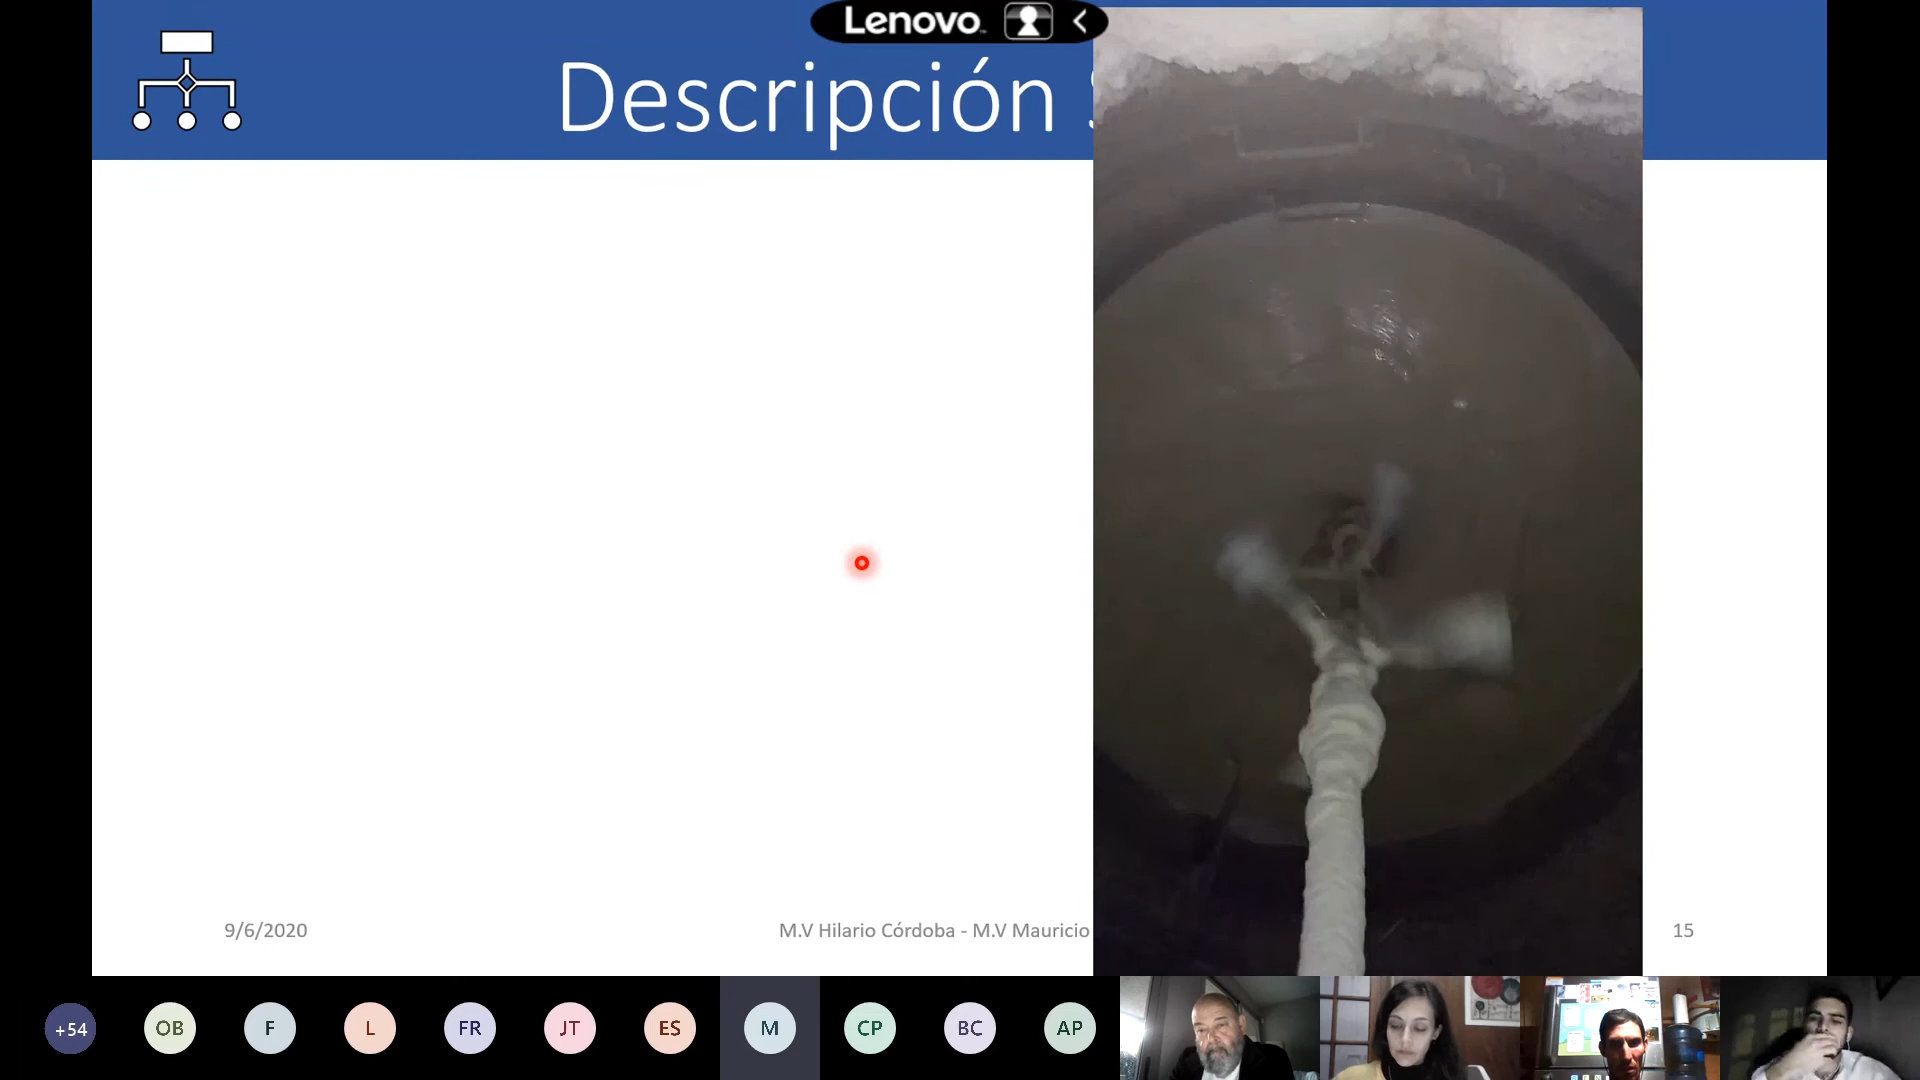 Lenovo
Descripción
9/6/2020
M.V Hilario Córdoba - M.V Mauricio
15
+54
OB
F
L
FR
JT
ES
M
CP
BC
AP